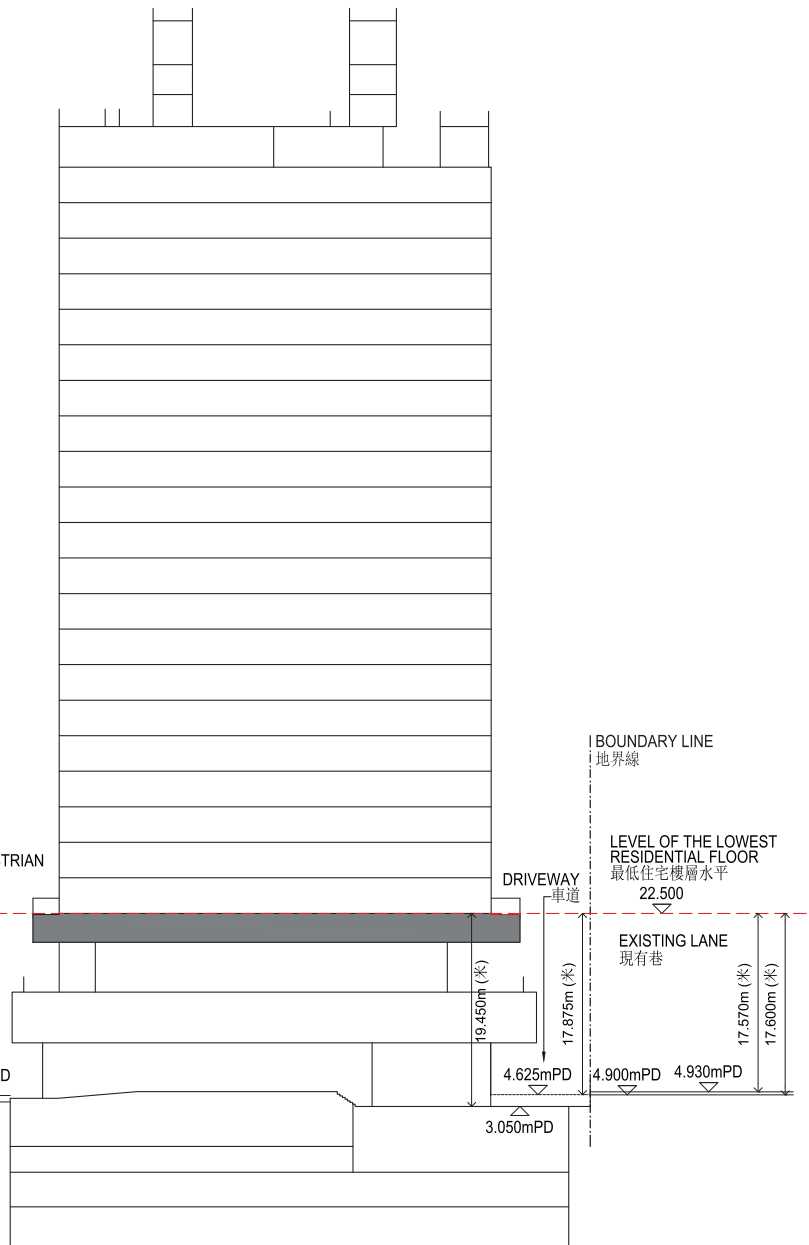 BOUNDARY LINE
地界線
TRIAN
LEVEL OF THE LOWEST
RESIDENTIAL FLOOR
最低住宅樓層水平
22.500
DRIVEWAY
車道
EXISTING LANE
現有巷
19.450m (米)
17.875m (米)
17.570m (米)
17.600m (米)
D
4.625mPD
4.900mPD
4.930mPD
3.050mPD